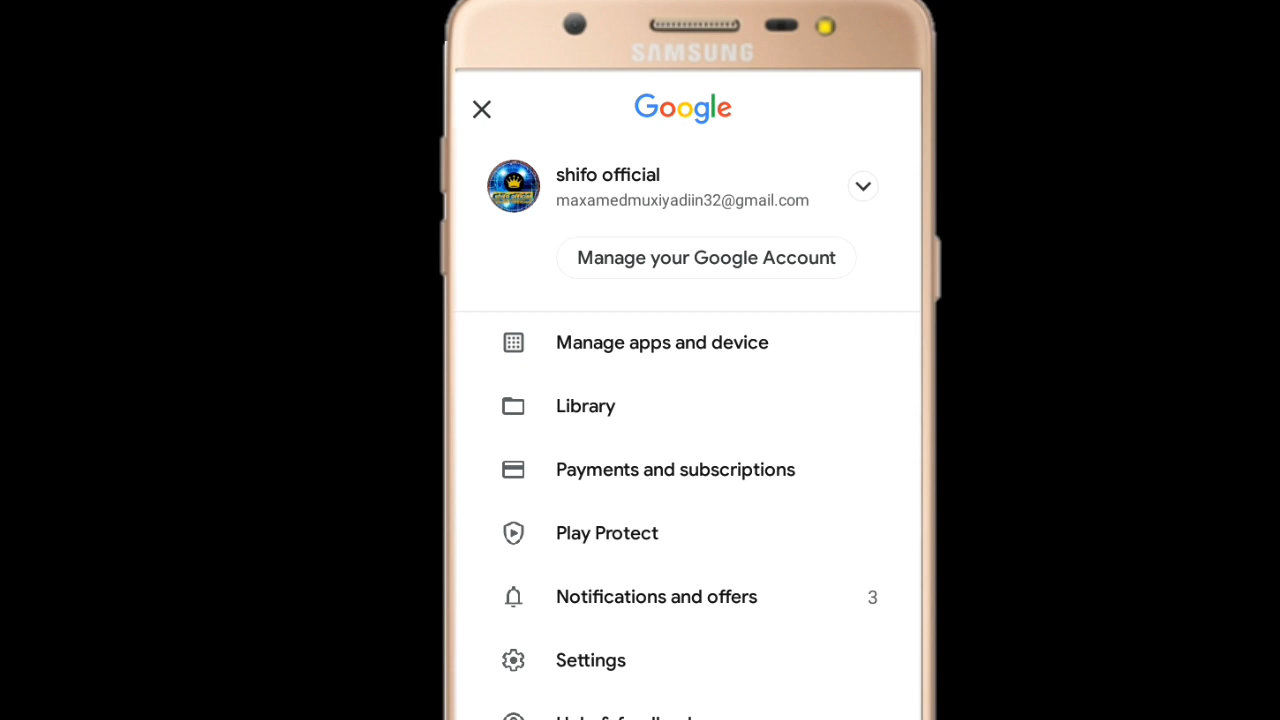 SAMSUNG
Google
shifo official
maxamedmuxiyadiin32@gmail.com
Manage your Google Account
Manage apps and device
Library
Payments and subscriptions
Play Protect
Notifications and offers 3
Settings